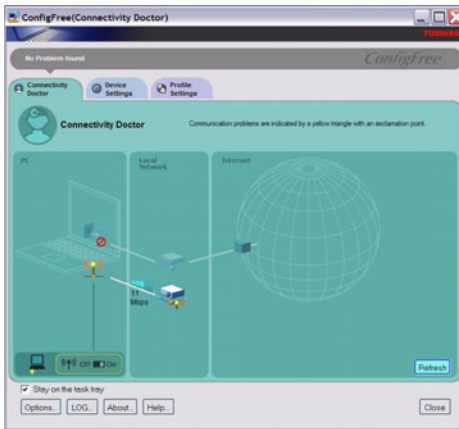 ConfigFree(Connectivity Doctor)
TOSHIBA
No Problem found
ConfigFree
Connectivity
Doctor
Device
Settings
Profile
Settings
Connectivity Doctor
Communication problems are indicated by a yellow triangle with an exclamation point.
PC
Local
Network
Internet
11
Mbps
Off On
Refresh
Stay on the task tray
Options... LOG... About... Help... Close